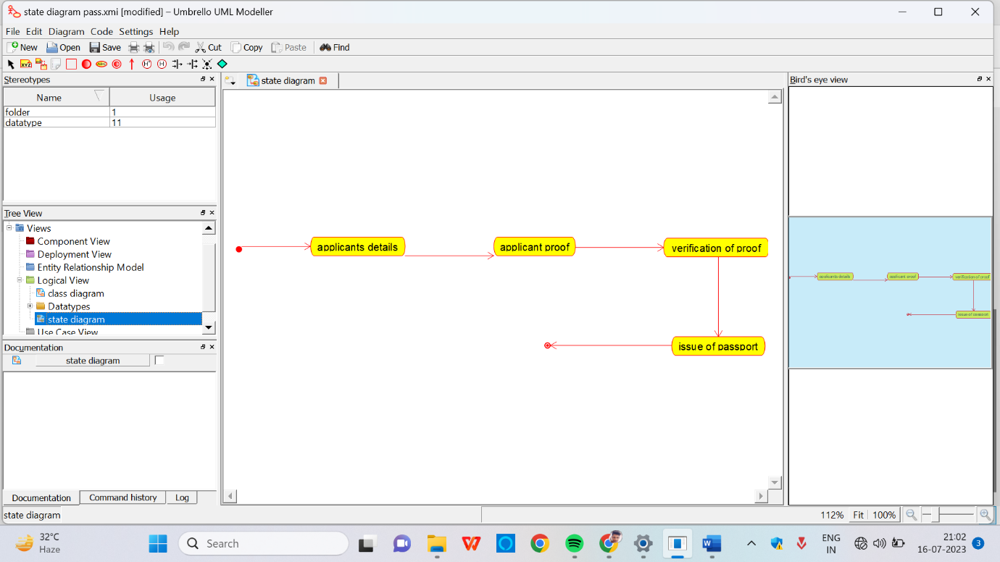 state diagram pass.xmi [modified] – Umbrello UML Modeller
File Edit Diagram Code Settings Help
New Open Save Cut Copy Paste Find
XYZ ABC H* H
Stereotypes
Name Usage
folder 1
datatype 11
Tree View
Views
Component View
Deployment View
Entity Relationship Model
Logical View
class diagram
Datatypes
state diagram
Use Case View
Documentation
state diagram
Documentation Command history Log
state diagram
state diagram
applicants details
applicant proof
verification of proof
issue of passport
Bird's eye view
applicants details
applicant proof
verification of proof
issue of passport
112% Fit 100%
32°C
Haze
Search
W
W
ENG
IN
21:02
16-07-2023
3